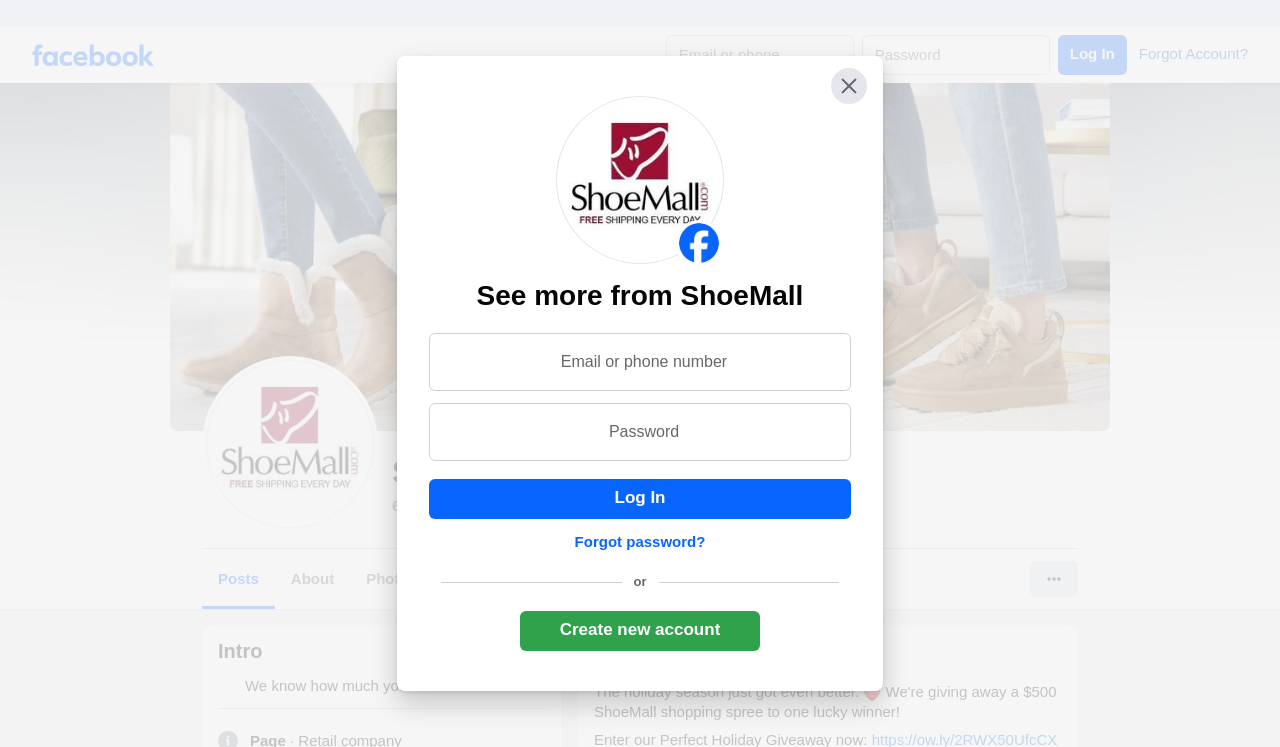 facebook
Email or phone
Password
Log In
Forgot Account?
ShoeMall
.com
FREE SHIPPING EVERY DAY
See more from ShoeMall
Email or phone number
Password
Log In
Forgot password?
or
Create new account
ShoeMall
.com
FREE SHIPPING EVERY DAY
Posts
About
Intro
We know how much
Page · Retail company
The holiday season just got even better. ❤️ We're giving away a $500
ShoeMall shopping spree to one lucky winner!
Enter our Perfect Holiday Giveaway now: https://ow.ly/2RWX50UfcCX